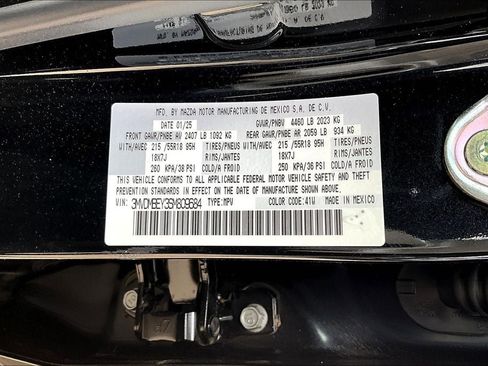 MFG. BY MAZDA MOTOR MANUFACTURING DE MEXICO S.A. DE C.V.
DATE 01/25 GVWR/PNBV 4460 LB 2023 KG
FRONT GAWR/PNBE AV 2407 LB 1092 KG REAR GAWR/PNBE AR 2059 LB 934 KG
WITH/AVEC 215/55R18 95H TIRES/PNEUS WITH/AVEC 215/55R18 95H TIRES/PNEUS
18X7J RIMS/JANTES 18X7J RIMS/JANTES
260 KPA/38 PSI COLD/A FROID 250 KPA/36 PSI COLD/A FROID
THIS VEHICLE CONFORMS TO ALL APPLICABLE FEDERAL MOTOR VEHICLE SAFETY AND THEFT
PREVENTION STANDARDS IN EFFECT ON THE DATE OF MANUFACTURE SHOWN ABOVE.
VIN: TYPE: MPV COLOR CODE: 41W MADE IN MEXICO